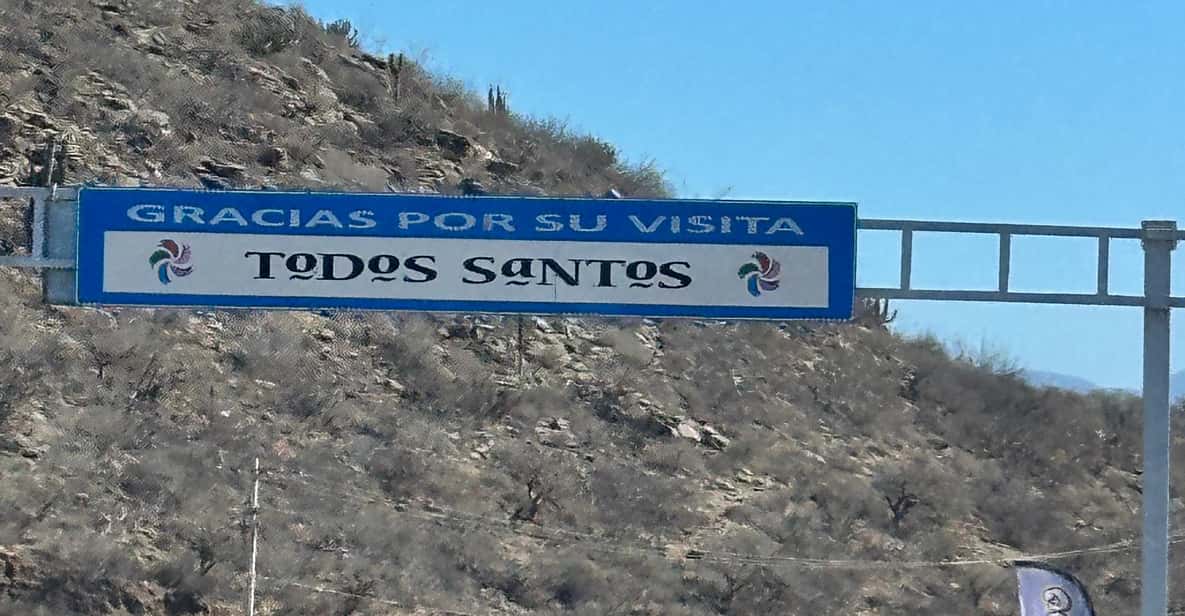 GRACIAS POR SU VISITA
TODOS SaNTOS